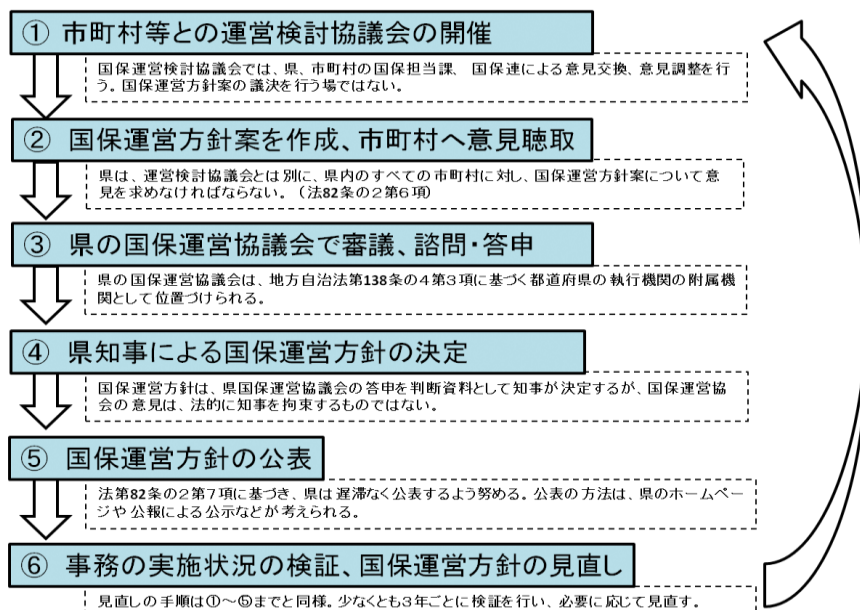 ① 市町村等との運営検討協議会の開催
国保運営検討協議会では、県、市町村の国保担当課、国保連による意見交換、意見調整を行
う。国保運営方針案の議決を行う場ではない。
② 国保運営方針案を作成、市町村へ意見聴取
県は、運営検討協議会とは別に、県内のすべての市町村に対し、国保運営方針案について意
見を求めなければならない。（法82条の2第6項）
③ 県の国保運営協議会で審議、諮問・答申
県の国保運営協議会は、地方自治法第138条の4第3項に基づく都道府県の執行機関の附属機
関として位置づけられる。
④ 県知事による国保運営方針の決定
国保運営方針は、県国保運営協議会の答申を判断資料として知事が決定するが、国保運営協
会の意見は、法的に知事を拘束するものではない。
⑤ 国保運営方針の公表
法第82条の2第7項に基づき、県は遅滞なく公表するよう努める。公表の方法は、県のホームペー
ジや公報による公示などが考えられる。
⑥ 事務の実施状況の検証、国保運営方針の見直し
見直しの手順は①～⑤までと同様。少なくとも3年ごとに検証を行い、必要に応じて見直す。